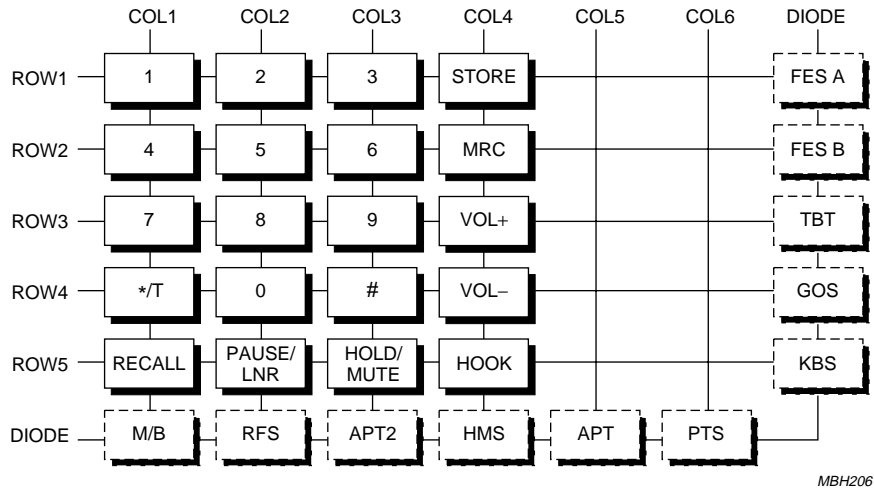 COL1 COL2 COL3 COL4 COL5 COL6 DIODE
ROW1 1 2 3 STORE FES A
ROW2 4 5 6 MRC FES B
ROW3 7 8 9 VOL+ TBT
ROW4 */T 0 # VOL− GOS
ROW5 RECALL PAUSE/ LNR HOLD/ MUTE HOOK KBS
DIODE M/B RFS APT2 HMS APT PTS
MBH206